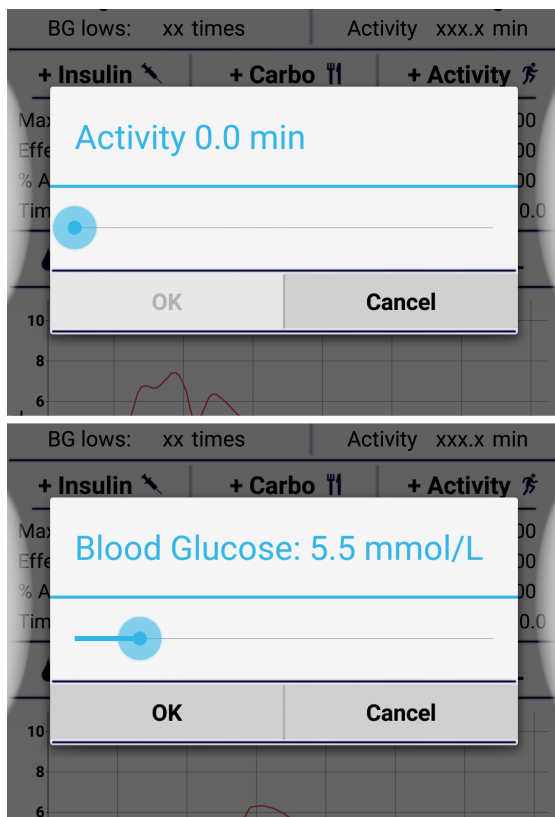 BG lows: xx times Activity xxx.x min
+ Insulin + Carbo + Activity
Activity 0.0 min
OK Cancel
10
8
6
BG lows: xx times Activity xxx.x min
+ Insulin + Carbo + Activity
Blood Glucose: 5.5 mmol/L
OK Cancel
10
8
6